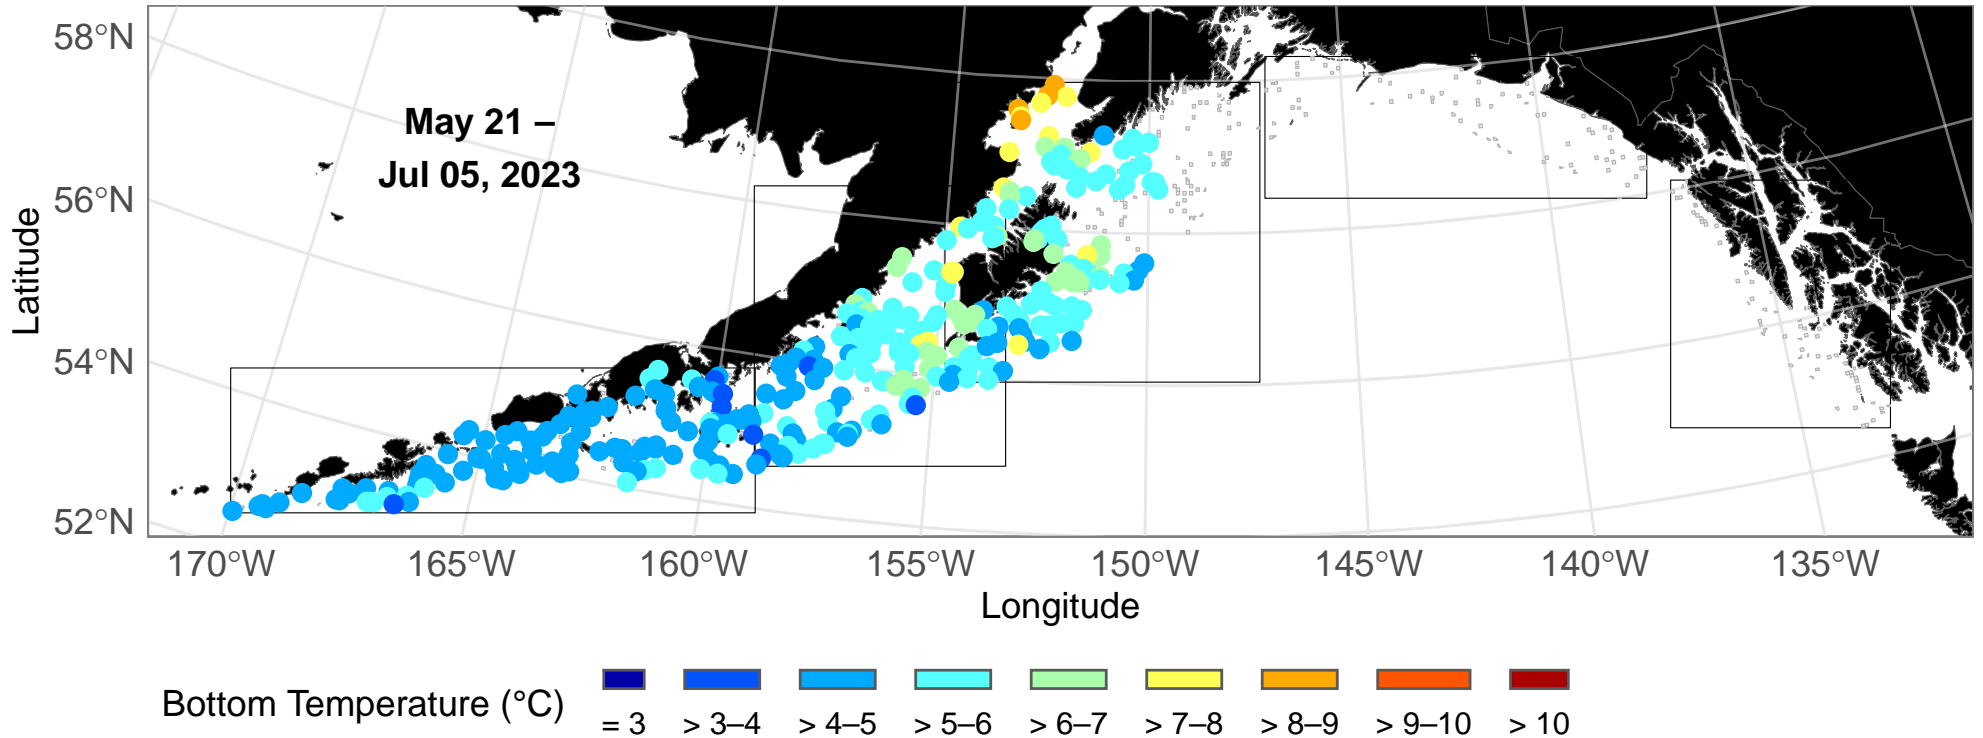 58°N
56°N
54°N
52°N
Latitude
May 21 –
Jul 05, 2023
170°W 165°W 160°W 155°W 150°W 145°W 140°W 135°W
Longitude
Bottom Temperature (°C)
= 3 > 3–4 > 4–5 > 5–6 > 6–7 > 7–8 > 8–9 > 9–10 > 10